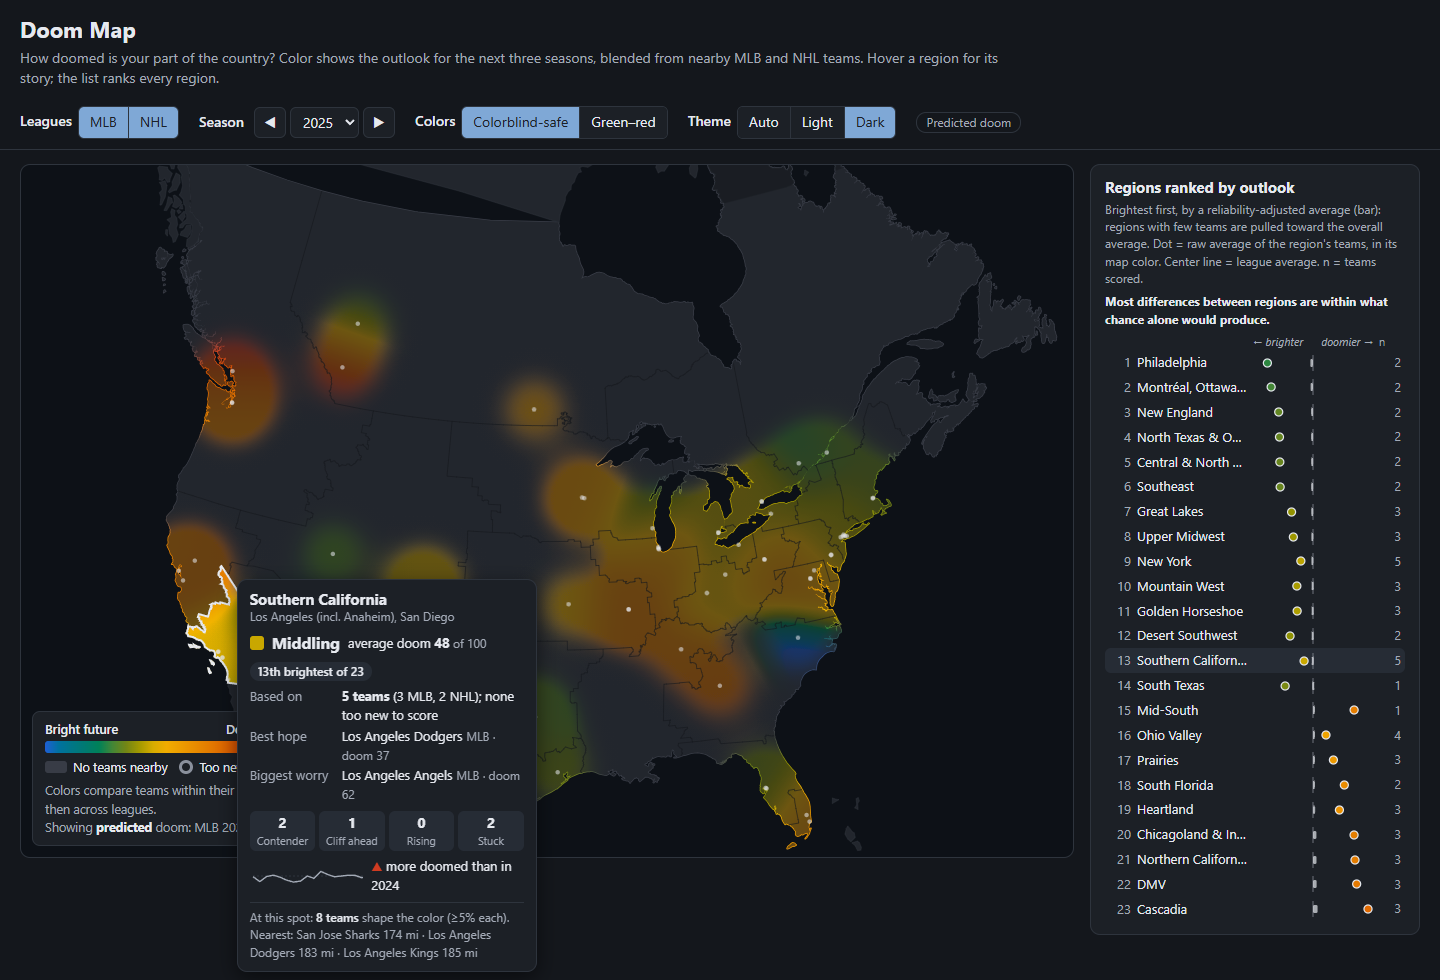 Doom Map
How doomed is your part of the country? Color shows the outlook for the next three seasons, blended from nearby MLB and NHL teams. Hover a region for its
story; the list ranks every region.
Leagues MLB NHL Season ◀ 2025 ▶ Colors Colorblind-safe Green–red Theme Auto Light Dark Predicted doom
Southern California
Los Angeles (incl. Anaheim), San Diego
Middling average doom 48 of 100
13th brightest of 23
Based on 5 teams (3 MLB, 2 NHL); none
too new to score
Best hope Los Angeles Dodgers MLB ·
doom 37
Biggest worry Los Angeles Angels MLB · doom
62
2 1 0 2
Contender Cliff ahead Rising Stuck
▲ more doomed than in
2024
At this spot: 8 teams shape the color (≥5% each).
Nearest: San Jose Sharks 174 mi · Los Angeles
Dodgers 183 mi · Los Angeles Kings 185 mi
Bright future
No teams nearby Too
Colors compare teams within their
then across leagues.
Showing predicted doom: MLB
Regions ranked by outlook
Brightest first, by a reliability-adjusted average (bar):
regions with few teams are pulled toward the overall
average. Dot = raw average of the region's teams, in its
map color. Center line = league average. n = teams
scored.
Most differences between regions are within what
chance alone would produce.
← brighter doomier → n
1 Philadelphia 2
2 Montréal, Ottawa... 2
3 New England 2
4 North Texas & O... 2
5 Central & North ... 2
6 Southeast 2
7 Great Lakes 3
8 Upper Midwest 3
9 New York 5
10 Mountain West 3
11 Golden Horseshoe 3
12 Desert Southwest 2
13 Southern Californ... 5
14 South Texas 1
15 Mid-South 1
16 Ohio Valley 4
17 Prairies 3
18 South Florida 2
19 Heartland 3
20 Chicagoland & In... 3
21 Northern Californ... 3
22 DMV 3
23 Cascadia 3